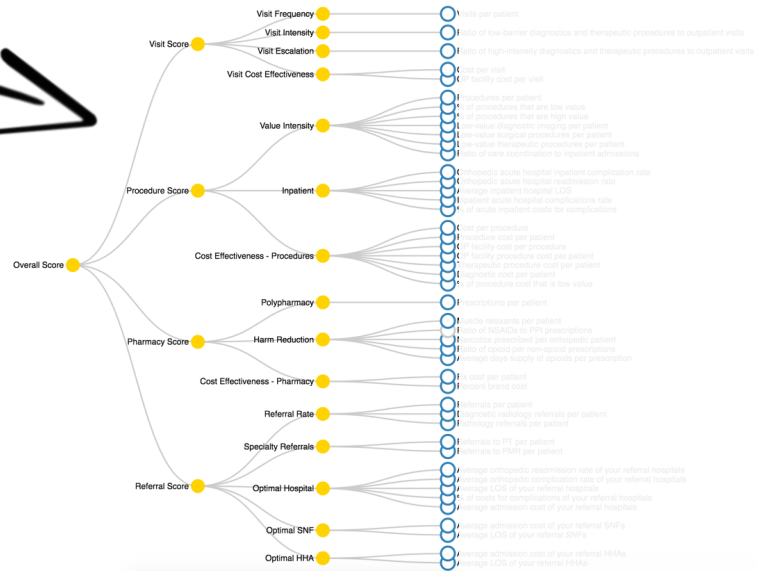 Visit Frequency
Visits per patient
Visit Intensity
Ratio of low-barrier diagnostics and therapeutic procedures to outpatient visits
Visit Score
Visit Escalation
Ratio of high-intensity diagnostics and therapeutic procedures to outpatient visits
Visit Cost Effectiveness
Cost per visit
OP facility cost per visit
Value Intensity
Procedures per patient
% of procedures that are low value
% of procedures that are high value
Low-value diagnostic imaging per patient
Low-value surgical procedures per patient
Low-value therapeutic procedures per patient
Ratio of care coordination to inpatient admissions
Procedure Score
Inpatient
Orthopedic acute hospital inpatient complication rate
Orthopedic acute hospital readmission rate
Average inpatient hospital LOS
Inpatient acute hospital complications rate
% of acute inpatient costs for complications
Cost Effectiveness - Procedures
Cost per procedure
Procedure cost per patient
OP facility cost per procedure
OP facility procedure cost per patient
Therapeutic procedure cost per patient
Diagnostic cost per patient
% of procedure cost that is low value
Overall Score
Polypharmacy
Prescriptions per patient
Pharmacy Score
Harm Reduction
Muscle relaxants per patient
Ratio of NSAIDs to PPI prescriptions
Narcotics prescribed per orthopedic patient
Ratio of opioid per non-opioid prescriptions
Average days supply of opioids per prescription
Cost Effectiveness - Pharmacy
Rx cost per patient
Percent brand cost
Referral Rate
Referrals per patient
Diagnostic radiology referrals per patient
Pathology referrals per patient
Specialty Referrals
Referrals to PT per patient
Referrals to PMR per patient
Referral Score
Optimal Hospital
Average orthopedic readmission rate of your referral hospitals
Average orthopedic complication rate of your referral hospitals
Average LOS of your referral hospitals
% of costs for complications of your referral hospitals
Average admission cost of your referral hospitals
Optimal SNF
Average admission cost of your referral SNFs
Average LOS of your referral SNFs
Optimal HHA
Average admission cost of your referral HHAs
Average LOS of your referral HHAs